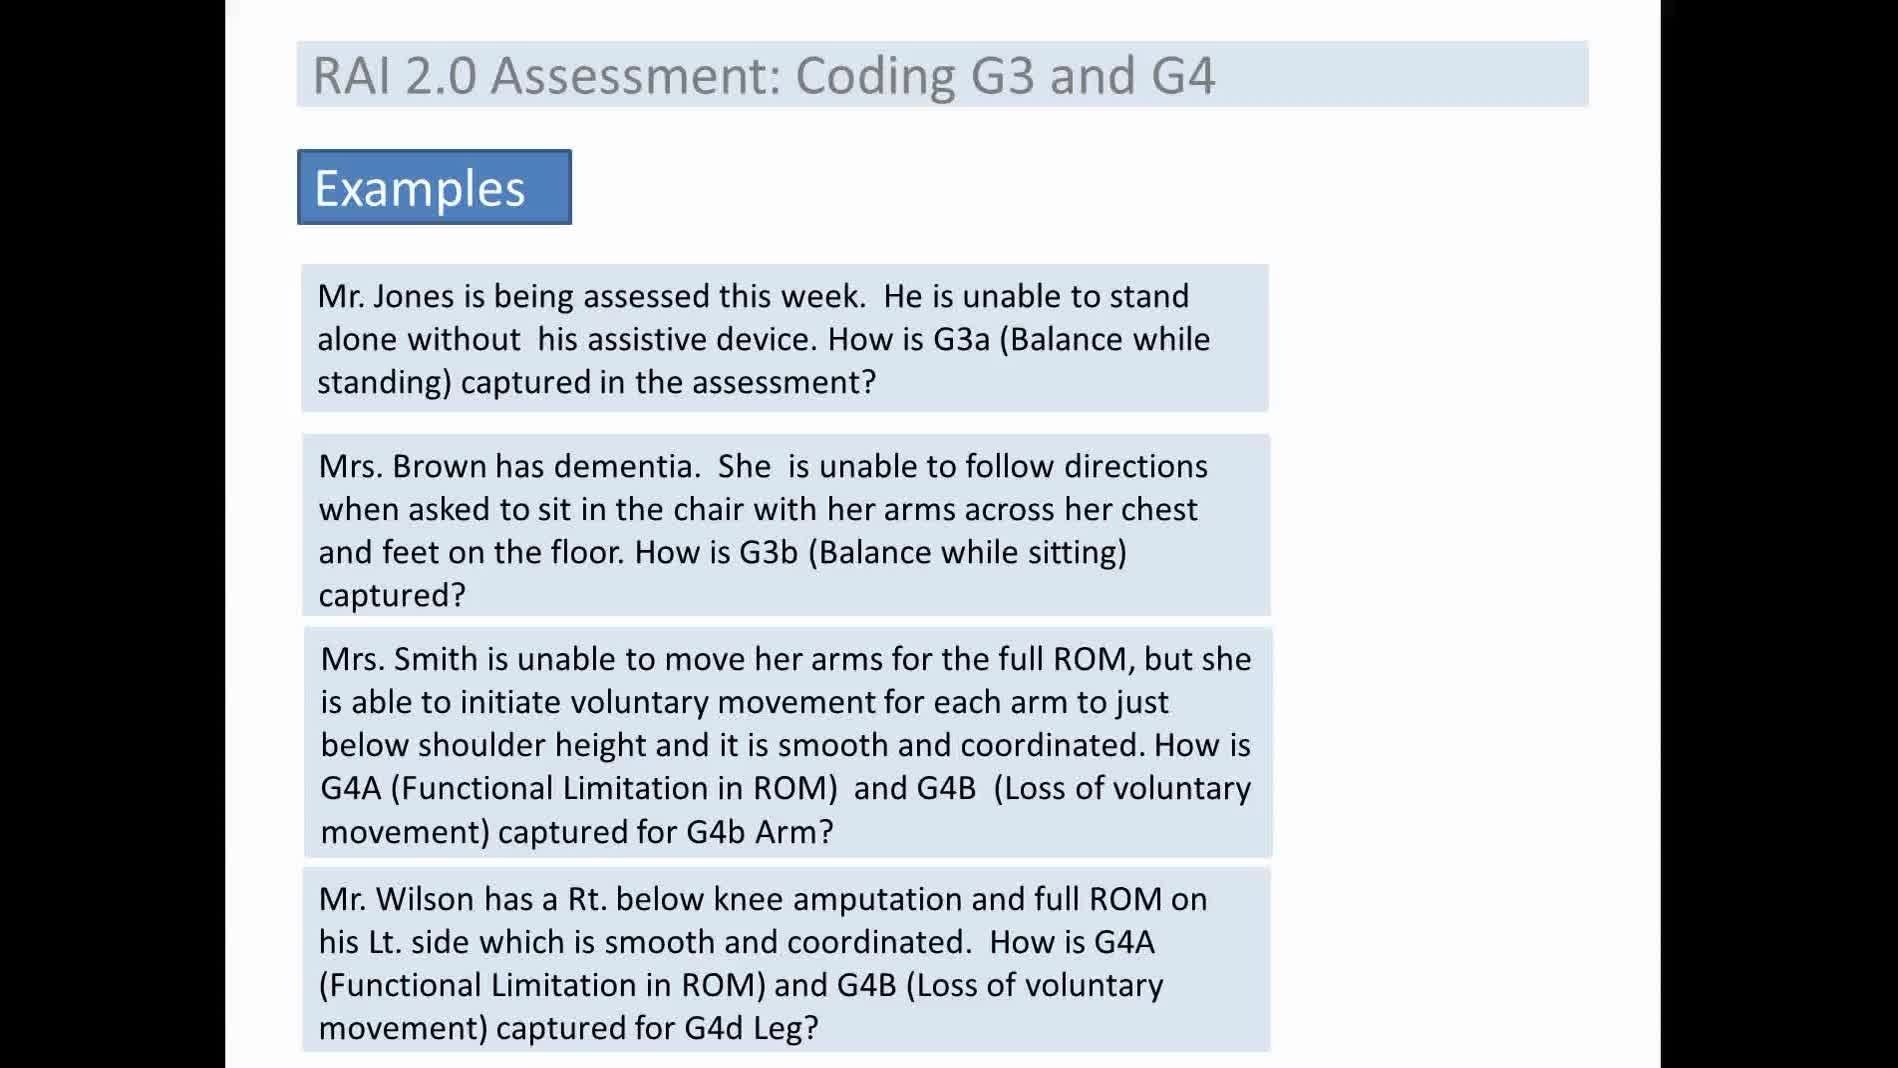 RAI 2.0 Assessment: Coding G3 and G4
Examples
Mr. Jones is being assessed this week.  He is unable to stand
alone without  his assistive device. How is G3a (Balance while
standing) captured in the assessment?
Mrs. Brown has dementia.  She  is unable to follow directions
when asked to sit in the chair with her arms across her chest
and feet on the floor. How is G3b (Balance while sitting)
captured?
Mrs. Smith is unable to move her arms for the full ROM, but she
is able to initiate voluntary movement for each arm to just
below shoulder height and it is smooth and coordinated. How is
G4A (Functional Limitation in ROM)  and G4B  (Loss of voluntary
movement) captured for G4b Arm?
Mr. Wilson has a Rt. below knee amputation and full ROM on
his Lt. side which is smooth and coordinated.  How is G4A
(Functional Limitation in ROM) and G4B (Loss of voluntary
movement) captured for G4d Leg?